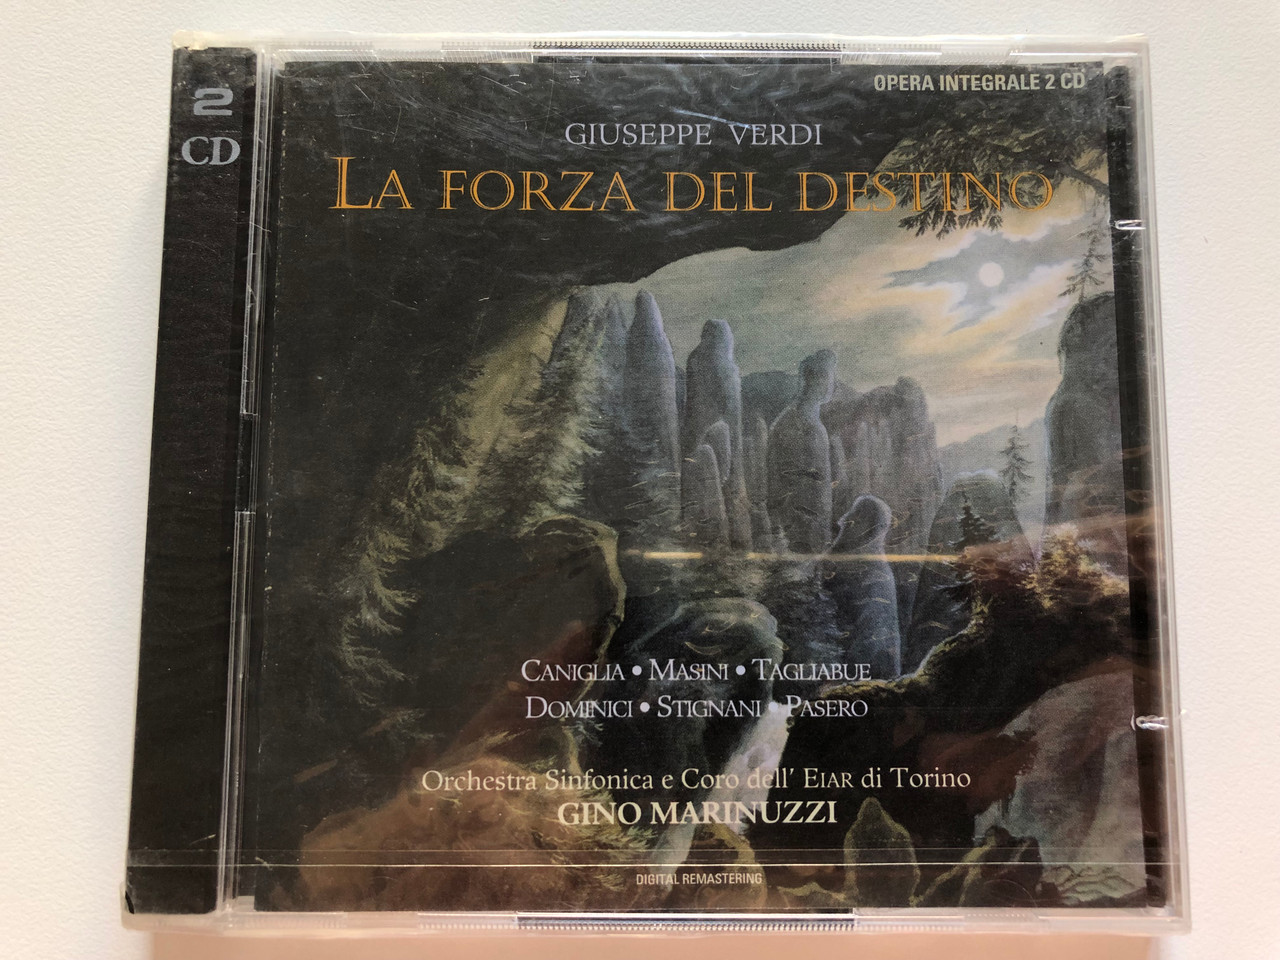 2
CD
OPERA INTEGRALE 2 CD
GIUSEPPE VERDI
LA FORZA DEL DESTINO
CANIGLIA • MASINI • TAGLIABUE
DOMINICI • STIGNANI • PASERO
Orchestra Sinfonica e Coro dell' EIAR di Torino
GINO MARINUZZI
DIGITAL REMASTERING